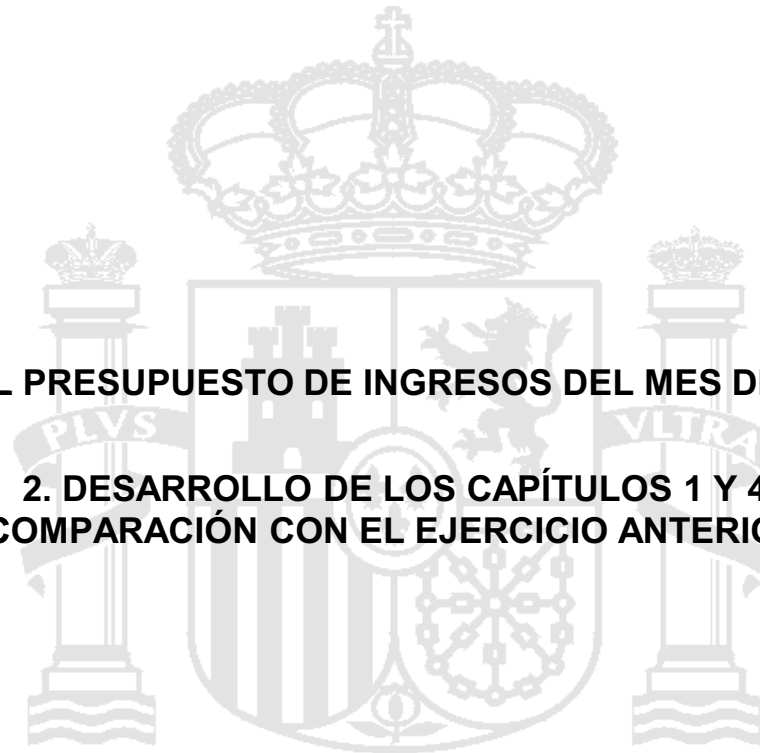 L PRESUPUESTO DE INGRESOS DEL MES D
PLVS VLTRA
2. DESARROLLO DE LOS CAPÍTULOS 1 Y 4
COMPARACIÓN CON EL EJERCICIO ANTERIO